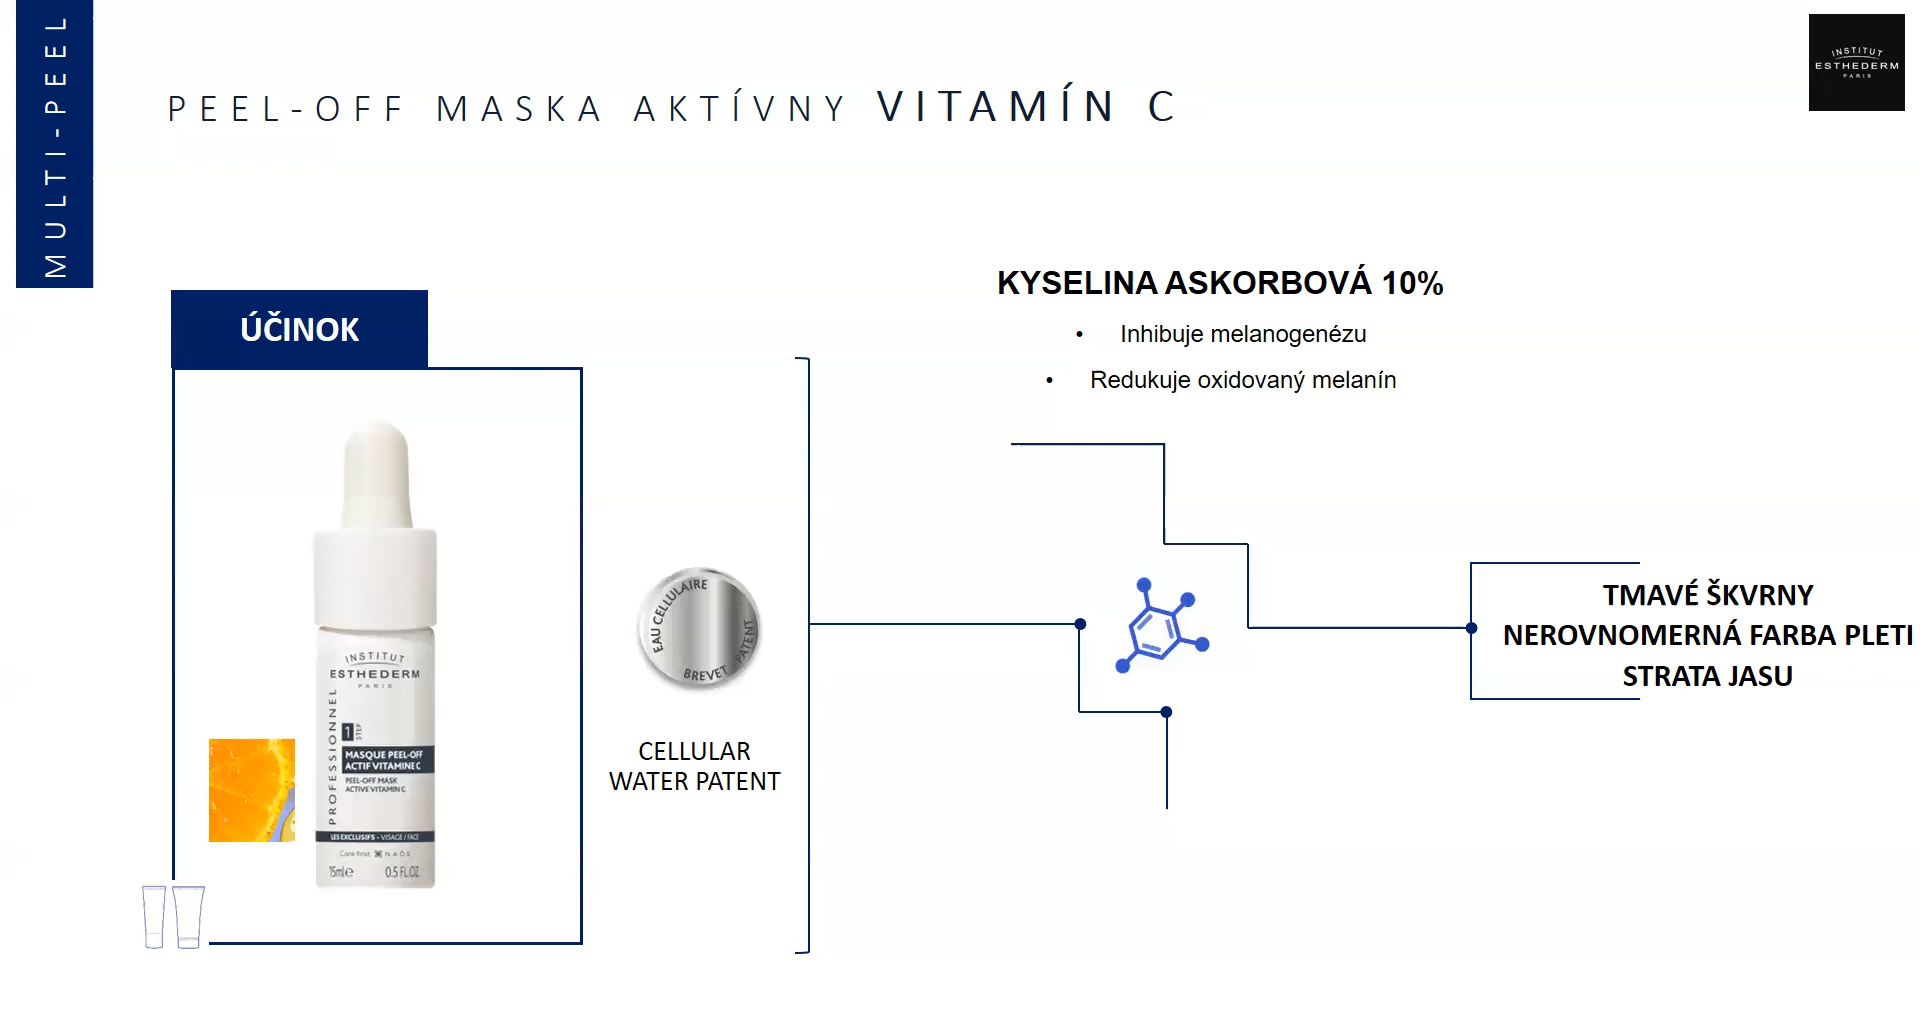 MULTI-PEEL
PEEL-OFF MASKA AKTÍVNY VITAMÍN C
INSTITUT
ESTHEDERM
PARIS
ÚČINOK
INSTITUT
ESTHEDERM
PARIS
PROFESSIONNEL
1
STEP
MASQUE PEEL-OFF
ACTIF VITAMINE C
PEEL-OFF MASK
ACTIVE VITAMIN C
LES EXCLUSIFS - VISAGE / FACE
Care first. NAOS
15ml℮ 0.5 FL.OZ.
EAU CELLULAIRE
BREVET PATENT
CELLULAR
WATER PATENT
KYSELINA ASKORBOVÁ 10%
• Inhibuje melanogenézu
• Redukuje oxidovaný melanín
TMAVÉ ŠKVRNY
NEROVNOMERNÁ FARBA PLETI
STRATA JASU